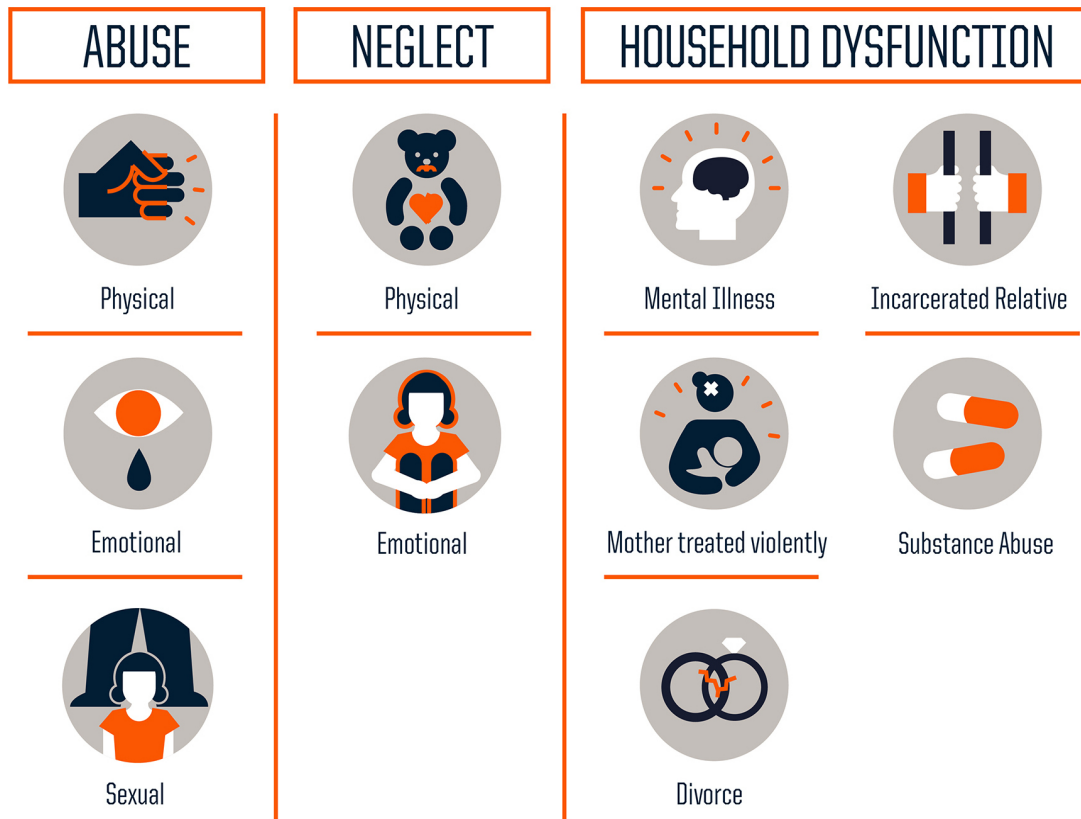 ABUSE
Physical
Emotional
Sexual
NEGLECT
Physical
Emotional
HOUSEHOLD DYSFUNCTION
Mental Illness
Incarcerated Relative
Mother treated violently
Substance Abuse
Divorce